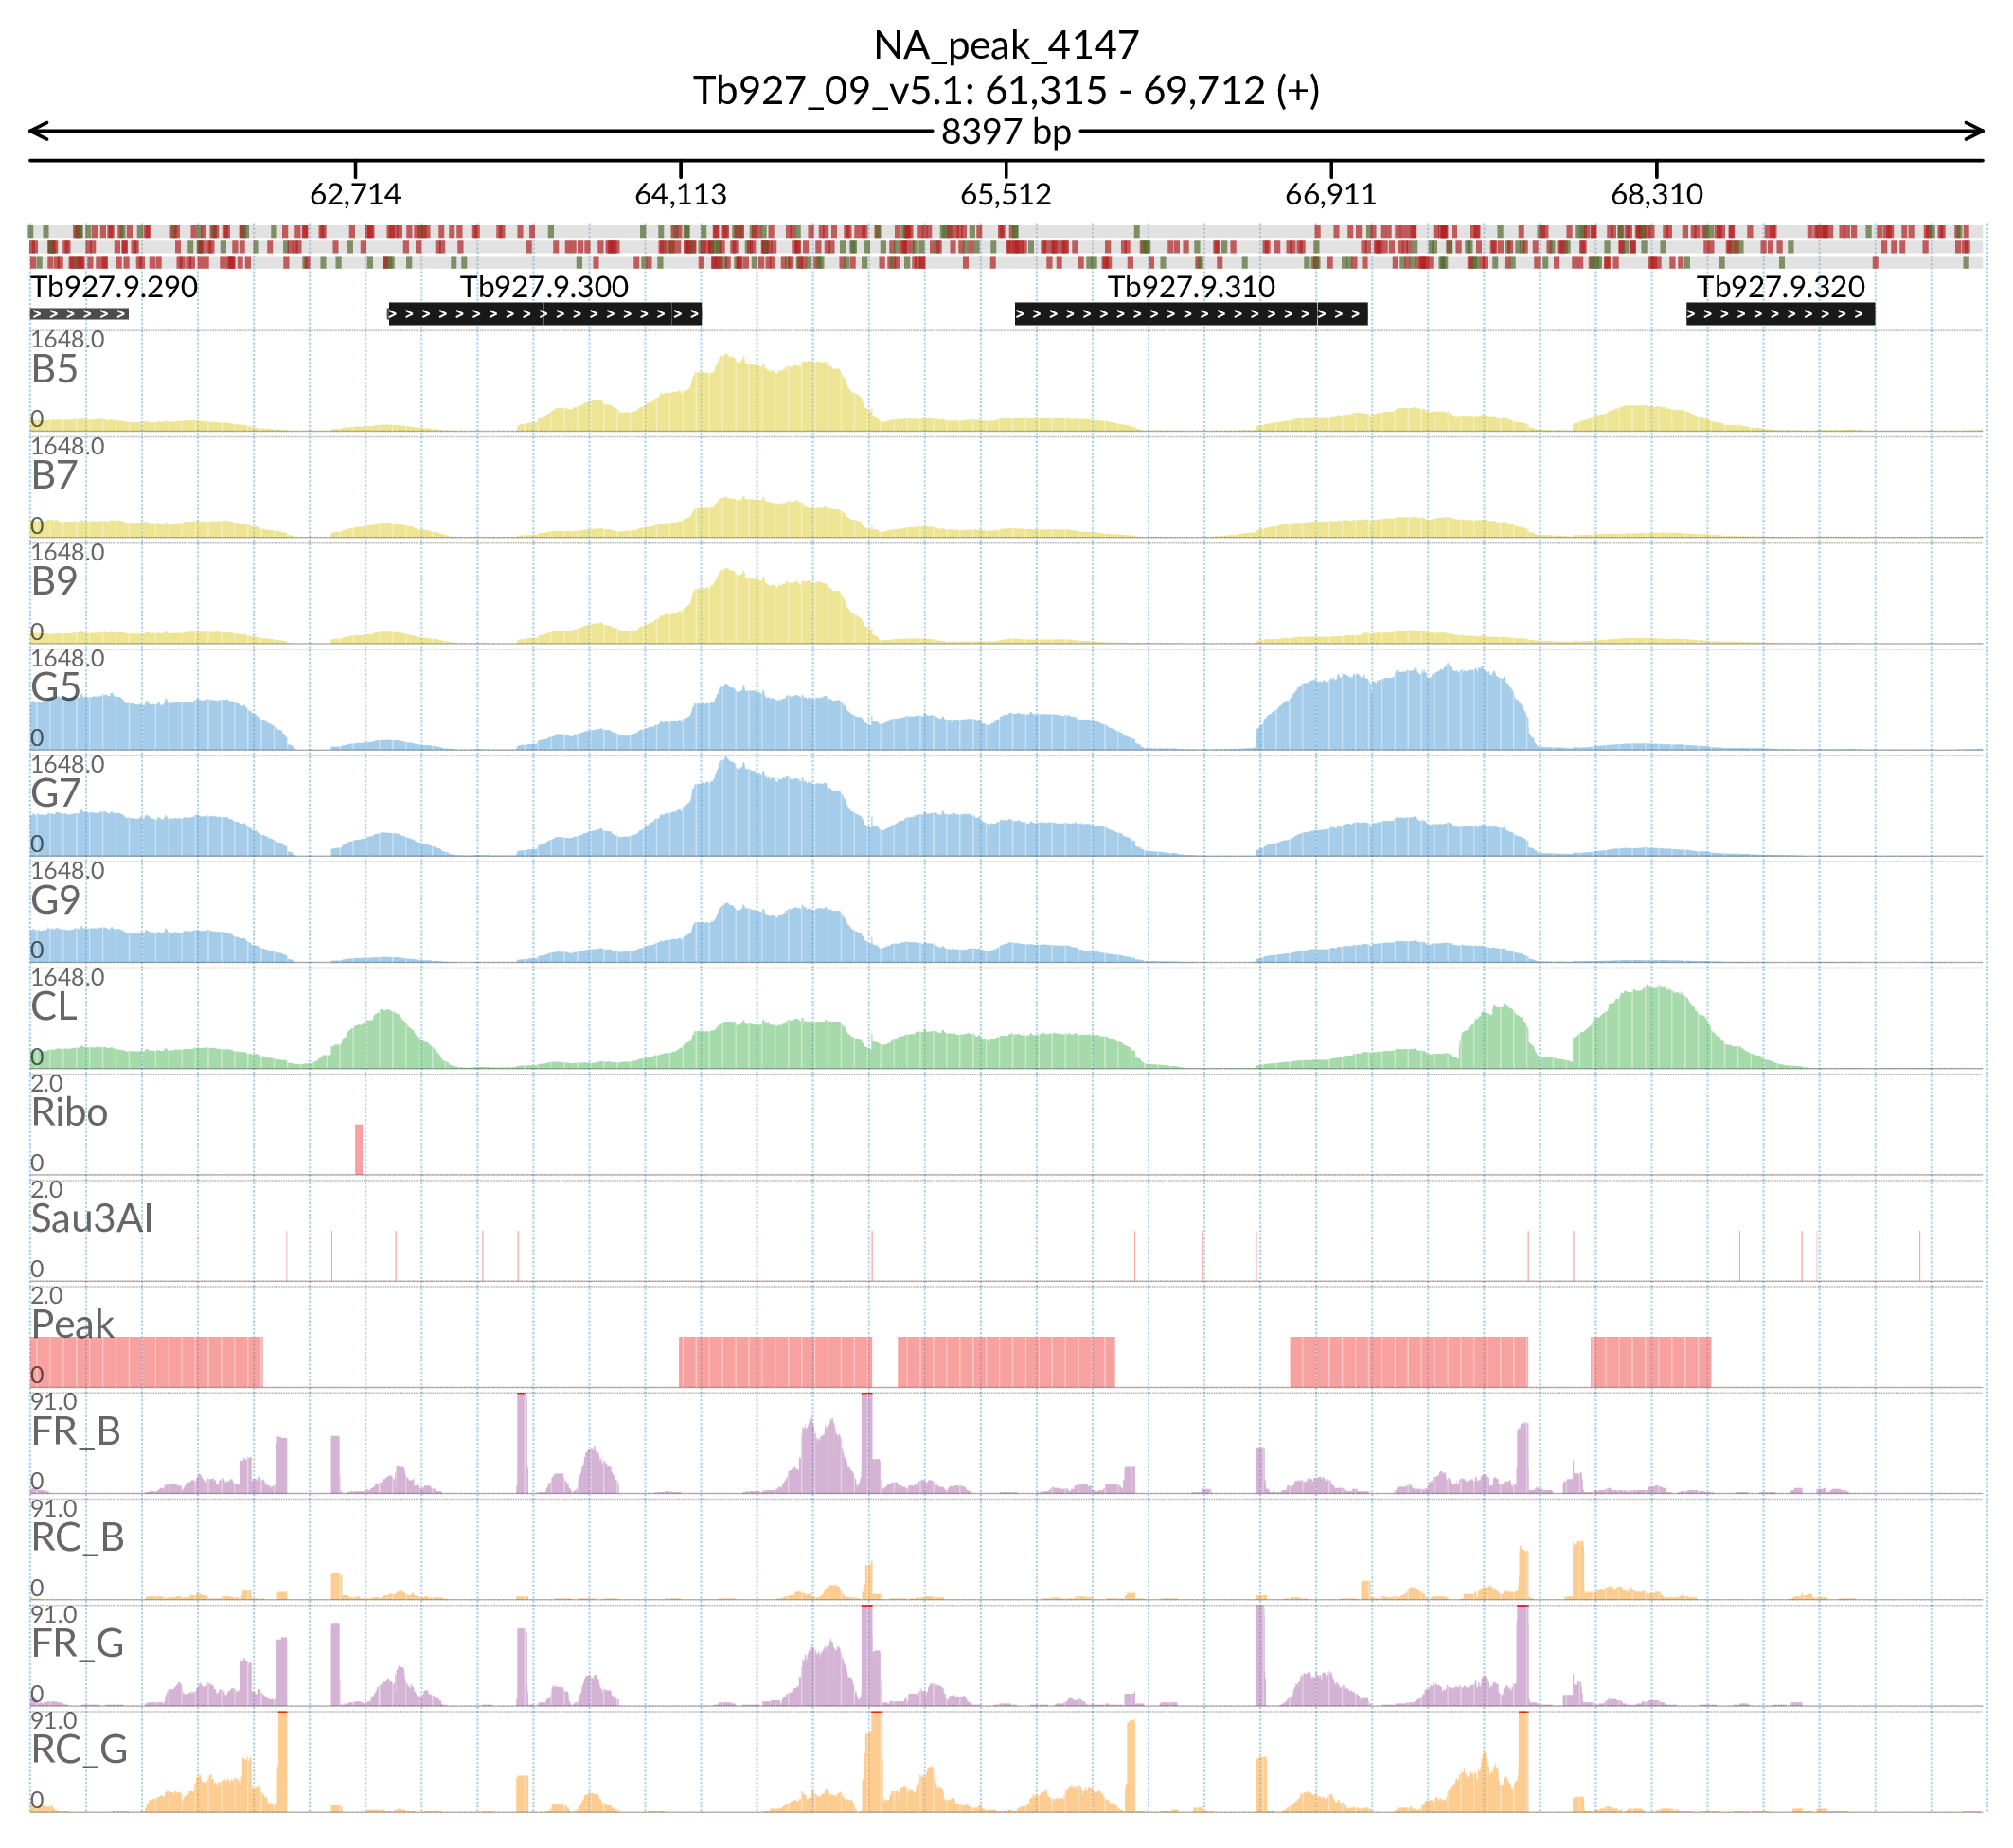 NA_peak_4147
Tb927_09_v5.1: 61,315 - 69,712 (+)
8397 bp
62,714 64,113 65,512 66,911 68,310
Tb927.9.290 Tb927.9.300 Tb927.9.310 Tb927.9.320
1648.0
B5
0
1648.0
B7
0
1648.0
B9
0
1648.0
G5
0
1648.0
G7
0
1648.0
G9
0
1648.0
CL
0
2.0
Ribo
0
2.0
Sau3AI
0
2.0
Peak
0
91.0
FR_B
0
91.0
RC_B
0
91.0
FR_G
0
91.0
RC_G
0